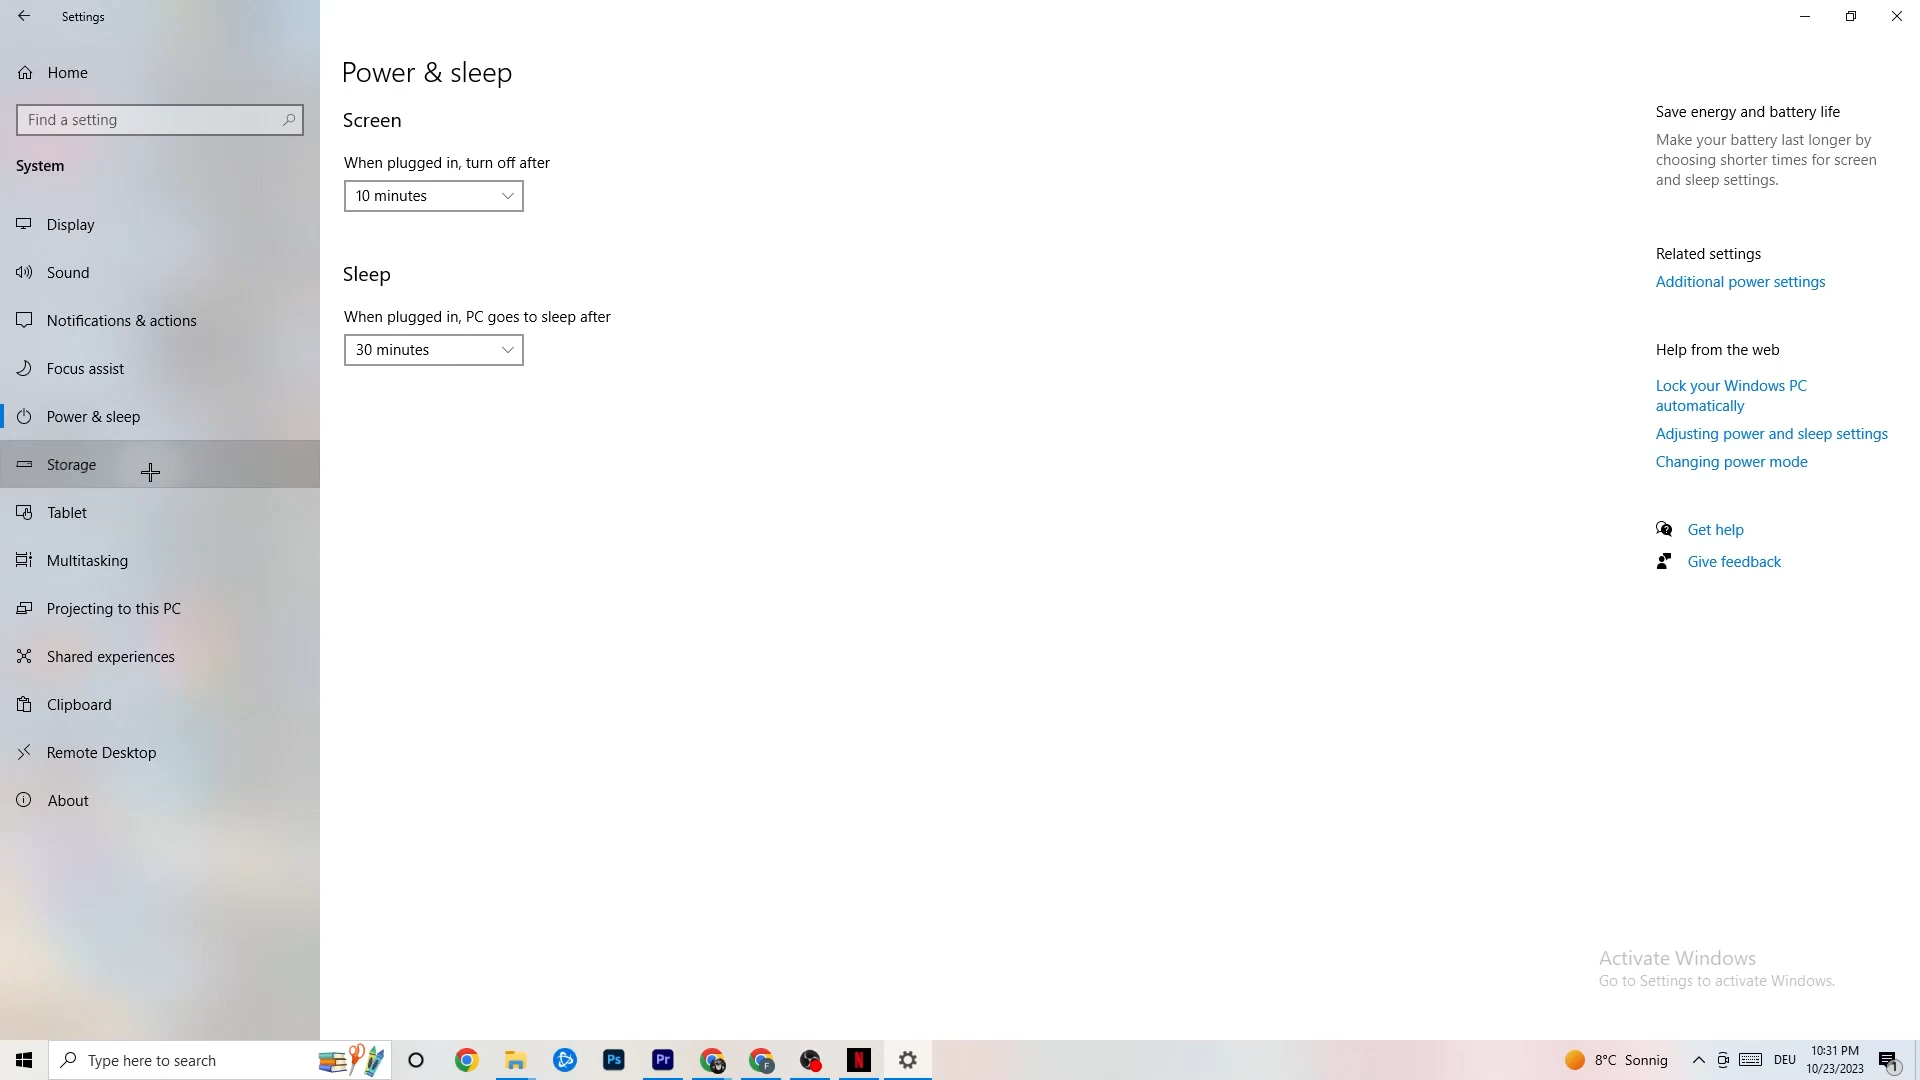 Settings
Home
Find a setting
System
Display
Sound
Notifications & actions
Focus assist
Power & sleep
Storage
Tablet
Multitasking
Projecting to this PC
Shared experiences
Clipboard
Remote Desktop
About
Power & sleep
Screen
When plugged in, turn off after
10 minutes
Sleep
When plugged in, PC goes to sleep after
30 minutes
Save energy and battery life
Make your battery last longer by
choosing shorter times for screen
and sleep settings.
Related settings
Additional power settings
Help from the web
Lock your Windows PC
automatically
Adjusting power and sleep settings
Changing power mode
Get help
Give feedback
Activate Windows
Go to Settings to activate Windows.
Type here to search
Ps
Pr
F
N
8°C Sonnig
DEU
10:31 PM
10/23/2023
1